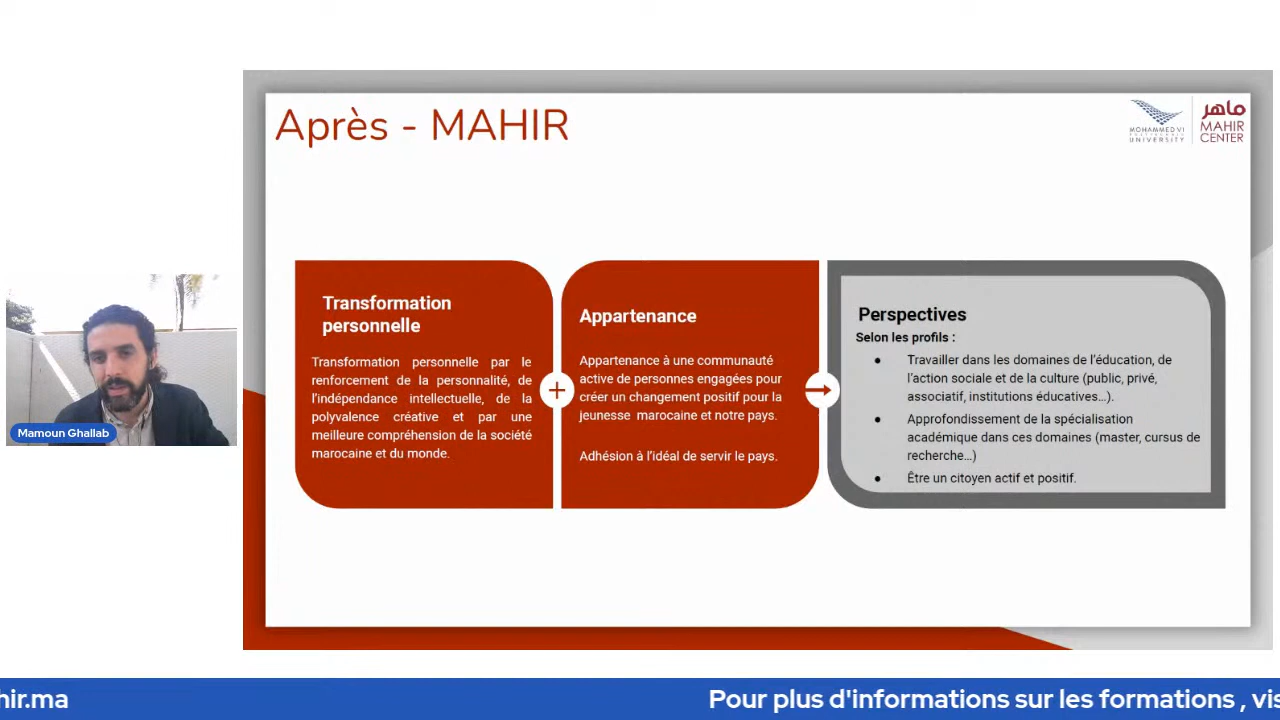 Après - MAHIR
MOHAMMED VI
POLYTECHNIC
UNIVERSITY
ماهر
MAHIR
CENTER
Transformation
personnelle
Transformation personnelle par le
renforcement de la personnalité, de
l'indépendance intellectuelle, de la
polyvalence créative et par une
meilleure compréhension de la société
marocaine et du monde.
+
Appartenance
Appartenance à une communauté
active de personnes engagées pour
créer un changement positif pour la
jeunesse marocaine et notre pays.
Adhésion à l'idéal de servir le pays.
Perspectives
Selon les profils :
● Travailler dans les domaines de l'éducation, de
l'action sociale et de la culture (public, privé,
associatif, institutions éducatives…).
● Approfondissement de la spécialisation
académique dans ces domaines (master, cursus de
recherche…)
● Être un citoyen actif et positif.
Mamoun Ghallab
hir.ma
Pour plus d'informations sur les formations , vis